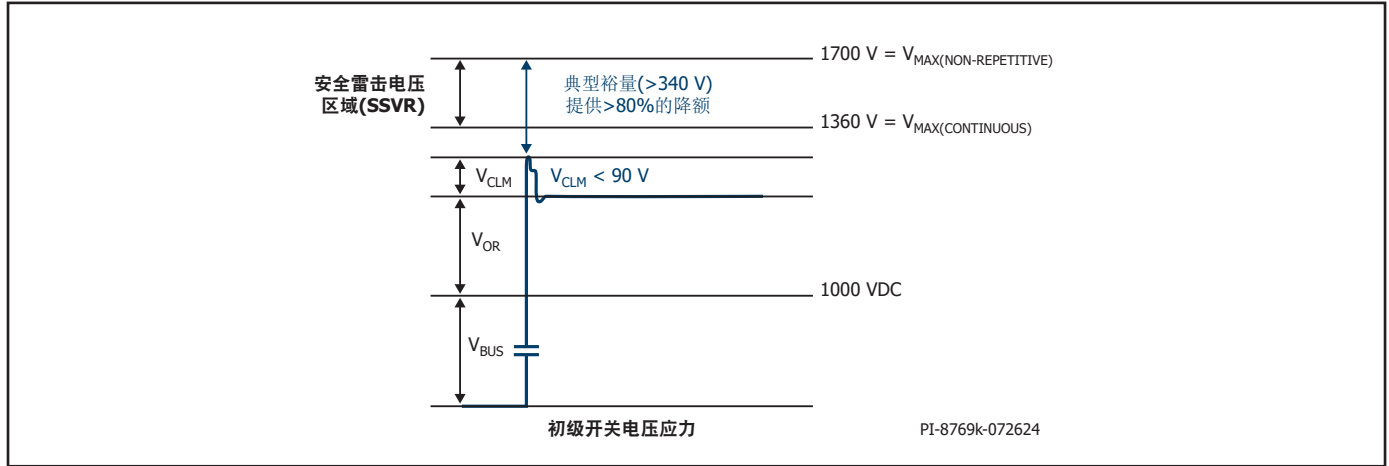 1700 V = VMAX(NON-REPETITIVE)
安全雷击电压
区域(SSVR)
典型裕量(>340 V)
提供>80%的降额
1360 V = VMAX(CONTINUOUS)
VCLM
VCLM < 90 V
VOR
1000 VDC
VBUS
初级开关电压应力
PI-8769k-072624